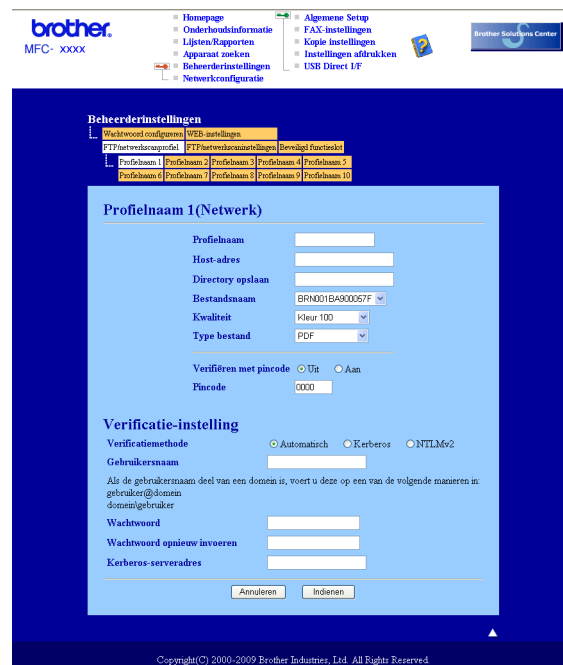 brother.
MFC- xxxx
Homepage
Onderhoudsinformatie
Lijsten/Rapporten
Apparaat zoeken
Beheerderinstellingen
Netwerkconfiguratie
Algemene Setup
FAX-instellingen
Kopie instellingen
Instellingen afdrukken
USB Direct I/F
Brother Solutions Center
Beheerderinstellingen
Wachtwoord configureren WEB-instellingen
FTP/netwerkscanprofiel FTP/netwerkscaninstellingen Beveiligd functieslot
Profielnaam 1 Profielnaam 2 Profielnaam 3 Profielnaam 4 Profielnaam 5
Profielnaam 6 Profielnaam 7 Profielnaam 8 Profielnaam 9 Profielnaam 10
Profielnaam 1(Netwerk)
Profielnaam
Host-adres
Directory opslaan
Bestandsnaam BRN001BA900057F
Kwaliteit Kleur 100
Type bestand PDF
Verifiëren met pincode Uit Aan
Pincode 0000
Verificatie-instelling
Verificatiemethode Automatisch Kerberos NTLMv2
Gebruikersnaam
Als de gebruikersnaam deel van een domein is, voert u deze op een van de volgende manieren in:
gebruiker@domein
domein\gebruiker
Wachtwoord
Wachtwoord opnieuw invoeren
Kerberos-serveradres
Annuleren Indienen
Copyright(C) 2000-2009 Brother Industries, Ltd. All Rights Reserved.